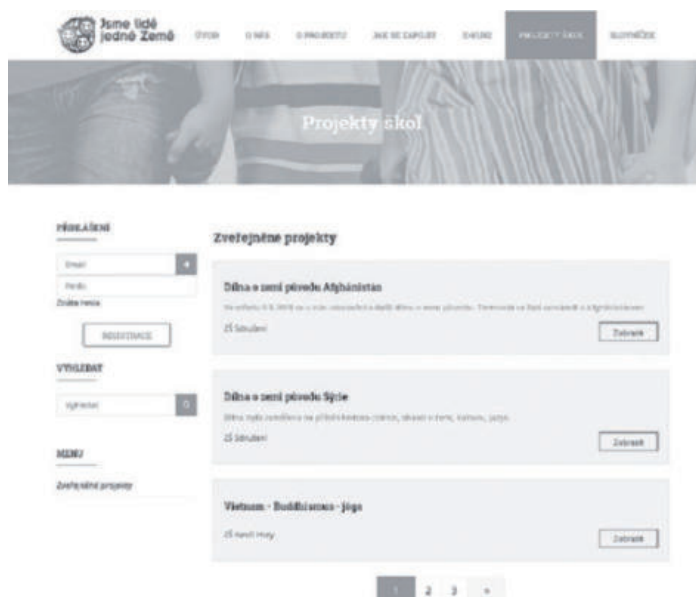 Jsme lidé
jedné Země
ÚVOD O NÁS O PROJEKTU JAK SE ZAPOJIT PROJEKTY ŠKOL SLOVNÍČEK
Projekty škol
PŘIHLÁŠENÍ
Email
Heslo
Ztráta hesla
REGISTRACE
VYHLEDAT
Vyhledat
MENU
Zveřejněné projekty
Zveřejněné projekty
Dílna o zemi původu Afghánistán
ZŠ Sdružení
Zobrazit
Dílna o zemi původu Sýrie
ZŠ Sdružení
Zobrazit
Vietnam - Buddhismus - jóga
Zobrazit
1 2 3 »